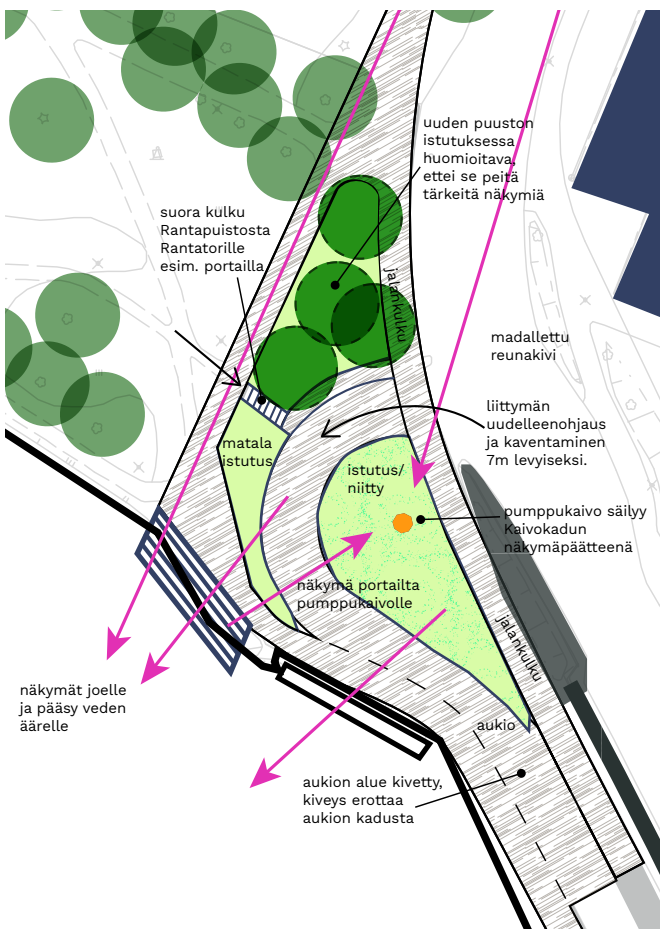 uuden puuston
istutuksessa
huomioitava,
ettei se peitä
tärkeitä näkymiä
suora kulku
Rantapuistosta
Rantatorille
esim. portailla
jalankulku
madallettu
reunakivi
liittymän
uudelleenohjaus
ja kaventaminen
7m levyiseksi.
matala
istutus
istutus/
niitty
pumppukaivo säilyy
Kaivokadun
näkymäpäätteenä
näkymä portailta
pumppukaivolle
jalankulku
näkymät joelle
ja pääsy veden
äärelle
aukio
aukion alue kivetty,
kiveys erottaa
aukion kadusta